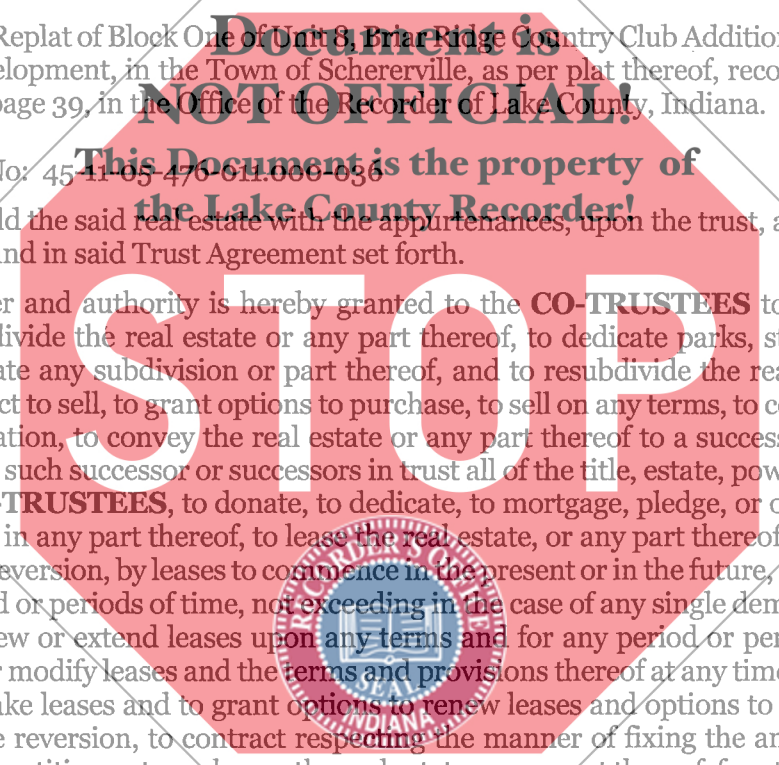 Document is
Replat of Block One of Unit 8, Briar Ridge Country Club Addition
elopment, in the Town of Schererville, as per plat thereof, reco
page 39, in the Office of the Recorder of Lake County, Indiana.
NOT OFFICIAL!
No: 45-11-05-476-011.000-036
This Document is the property of
the Lake County Recorder!
ld the said real estate with the appurtenances, upon the trust, a
nd in said Trust Agreement set forth.
STOP
er and authority is hereby granted to the CO-TRUSTEES to
livide the real estate or any part thereof, to dedicate parks, st
ate any subdivision or part thereof, and to resubdivide the rea
ct to sell, to grant options to purchase, to sell on any terms, to c
ation, to convey the real estate or any part thereof to a success
such successor or successors in trust all of the title, estate, pow
-TRUSTEES, to donate, to dedicate, to mortgage, pledge, or o
in any part thereof, to lease the real estate, or any part thereof
eversion, by leases to commence in the present or in the future,
d or periods of time, not exceeding in the case of any single dem
ew or extend leases upon any terms and for any period or per
r modify leases and the terms and provisions thereof at any time
ke leases and to grant options to renew leases and options to
e reversion, to contract respecting the manner of fixing the am
RECORDER'S OFFICE
SEAL
INDIANA